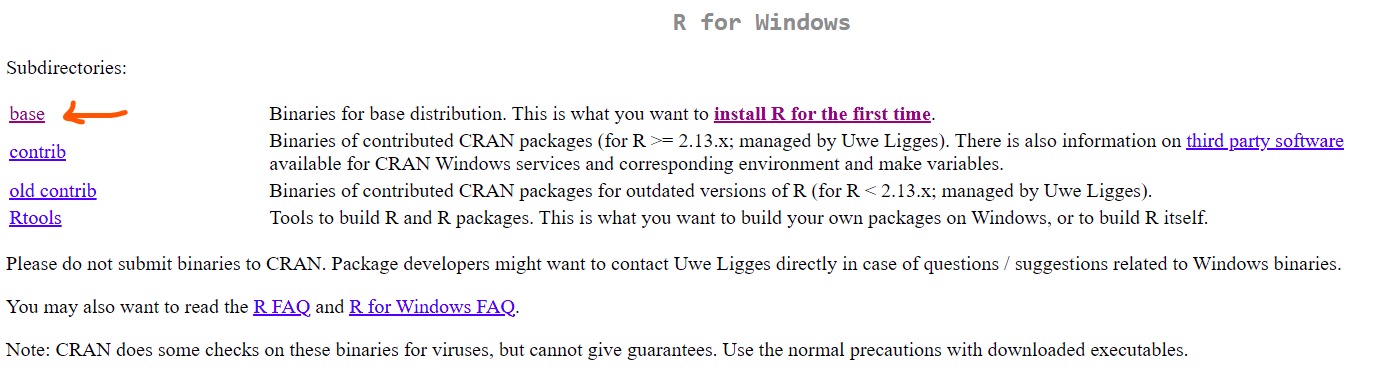 R for Windows
Subdirectories:
base Binaries for base distribution. This is what you want to install R for the first time.
contrib Binaries of contributed CRAN packages (for R >= 2.13.x; managed by Uwe Ligges). There is also information on third party software
available for CRAN Windows services and corresponding environment and make variables.
old contrib Binaries of contributed CRAN packages for outdated versions of R (for R < 2.13.x; managed by Uwe Ligges).
Rtools Tools to build R and R packages. This is what you want to build your own packages on Windows, or to build R itself.
Please do not submit binaries to CRAN. Package developers might want to contact Uwe Ligges directly in case of questions / suggestions related to Windows binaries.
You may also want to read the R FAQ and R for Windows FAQ.
Note: CRAN does some checks on these binaries for viruses, but cannot give guarantees. Use the normal precautions with downloaded executables.